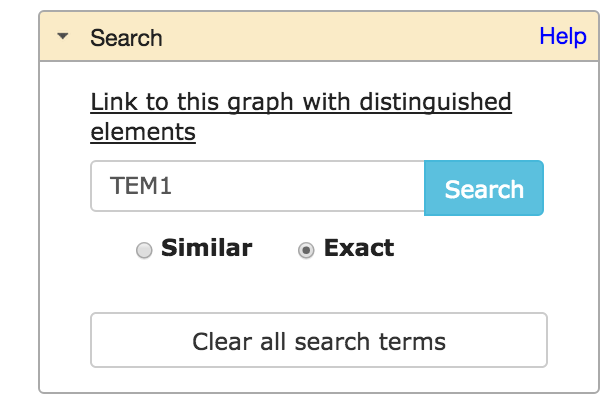 Search Help
Link to this graph with distinguished
elements
TEM1 Search
Similar Exact
Clear all search terms